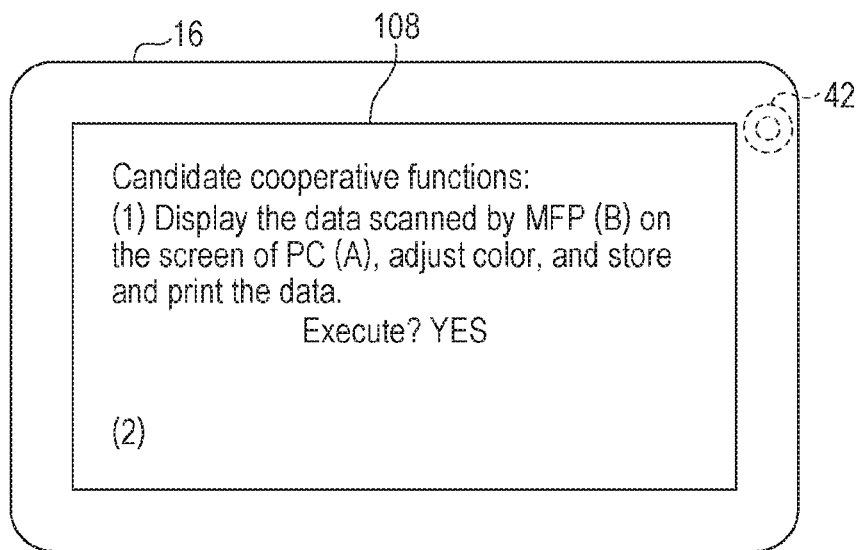 16
108
42
Candidate cooperative functions:
(1) Display the data scanned by MFP (B) on
the screen of PC (A), adjust color, and store
and print the data.
Execute? YES
(2)